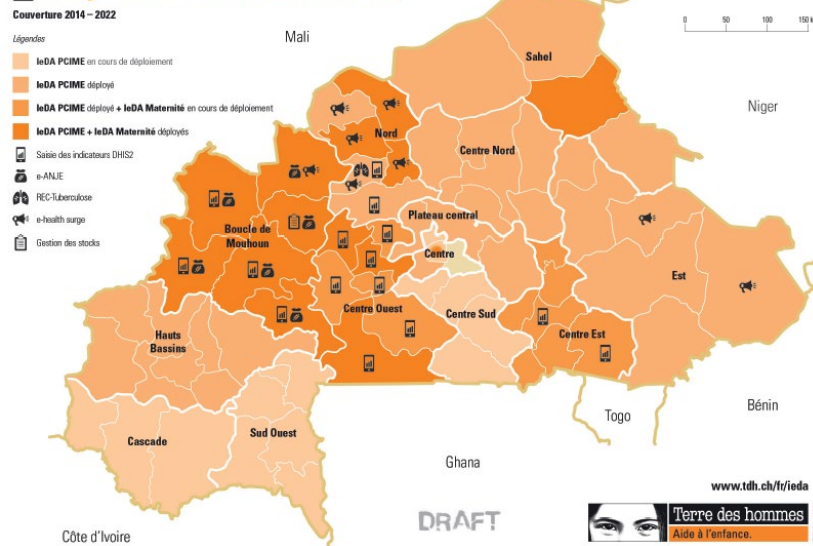 Couverture 2014 – 2022
Légendes
IeDA PCIME en cours de déploiement
IeDA PCIME déployé
IeDA PCIME déployé + IeDA Maternité en cours de déploiement
IeDA PCIME + IeDA Maternité déployés
Saisie des indicateurs DHIS2
e-ANJE
REC-Tuberculose
e-health surge
Gestion des stocks
0 50 100 150
Mali
Sahel
Niger
Nord
Centre Nord
Boucle de
Mouhoun
Plateau central
Centre
Est
Centre Ouest
Centre Sud
Centre Est
Hauts
Bassins
Cascade
Sud Ouest
Togo
Bénin
Ghana
Côte d'Ivoire
DRAFT
www.tdh.ch/fr/ieda
Terre des hommes
Aide à l'enfance.